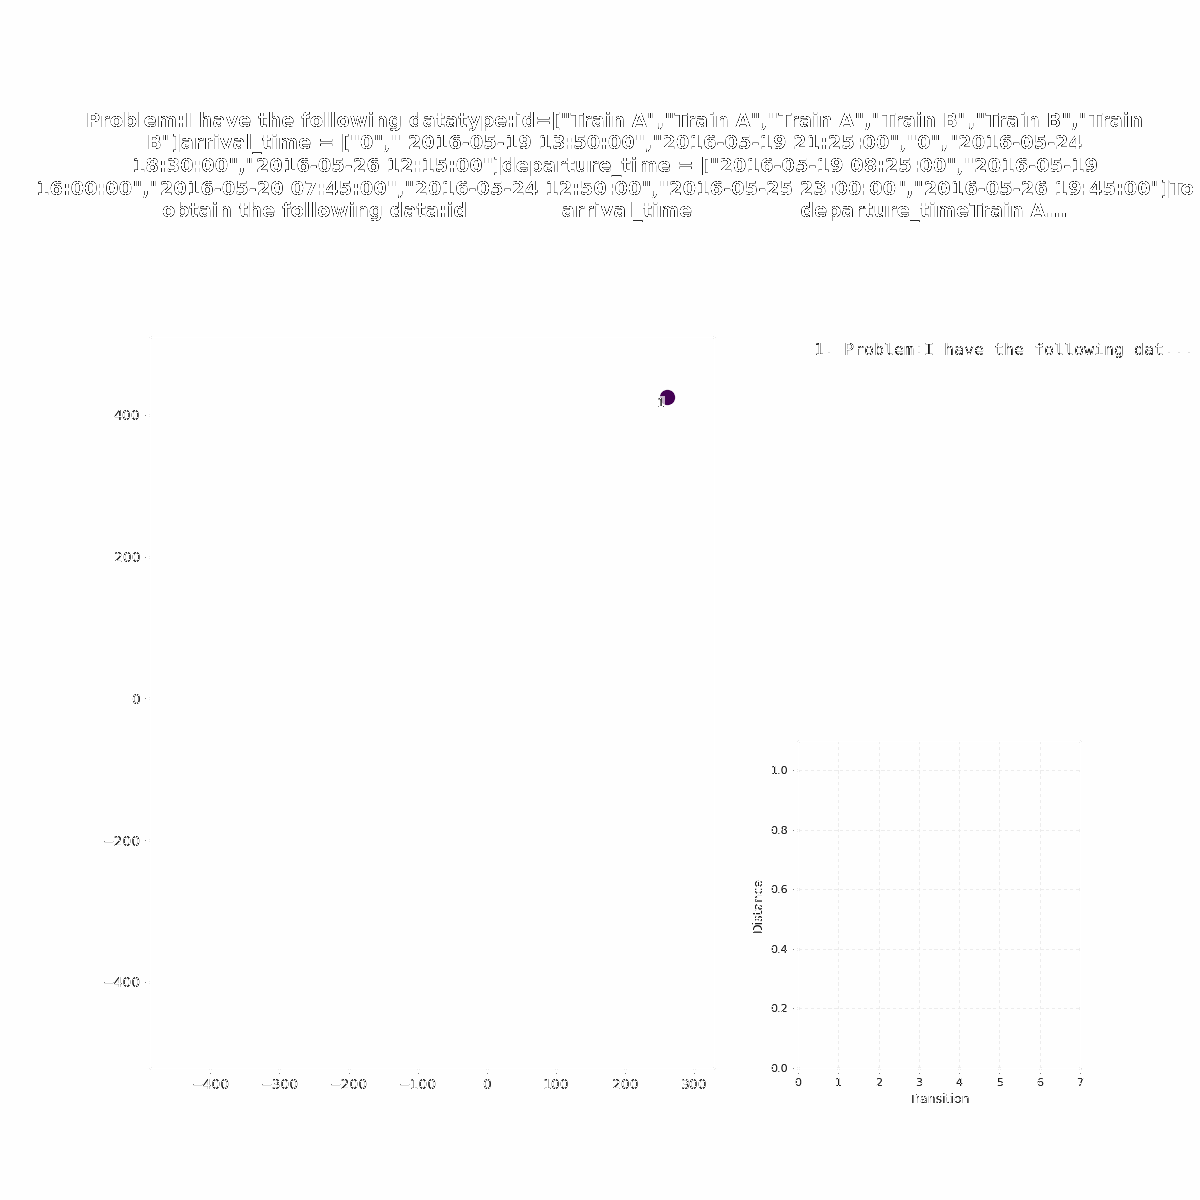 Problem:I have the following datatype:id=["Train A","Train A","Train A","Train B","Train B","Train
B"]arrival_time = ["0"," 2016-05-19 13:50:00","2016-05-19 21:25:00","0","2016-05-24
18:30:00","2016-05-26 12:15:00"]departure_time = ["2016-05-19 08:25:00","2016-05-19
16:00:00","2016-05-20 07:45:00","2016-05-24 12:50:00","2016-05-25 23:00:00","2016-05-26 19:45:00"]To
obtain the following data:id arrival_time departure_timeTrain A....
1. Problem:I have the following dat...
1
400
200
0
−200
−400
−400 −300 −200 −100 0 100 200 300
1.0
0.8
0.6
0.4
0.2
0.0
Distance
0 1 2 3 4 5 6 7
Transition